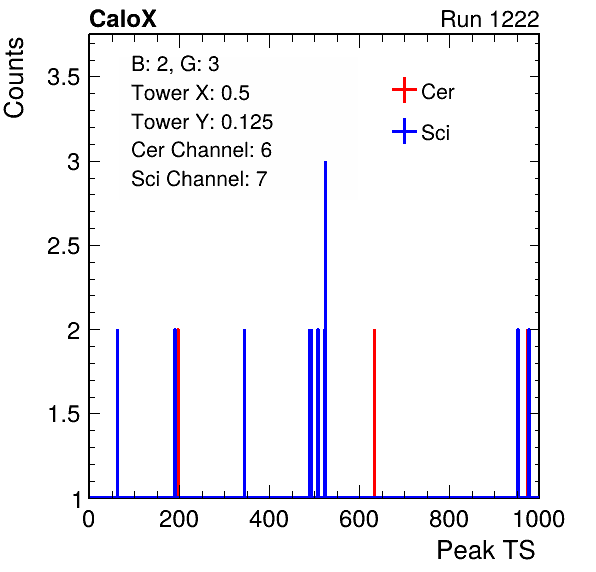 CaloX
Run 1222
Counts
B: 2, G: 3
Tower X: 0.5
Tower Y: 0.125
Cer Channel: 6
Sci Channel: 7
Cer
Sci
3.5
3
2.5
2
1.5
1
0 200 400 600 800 1000
Peak TS